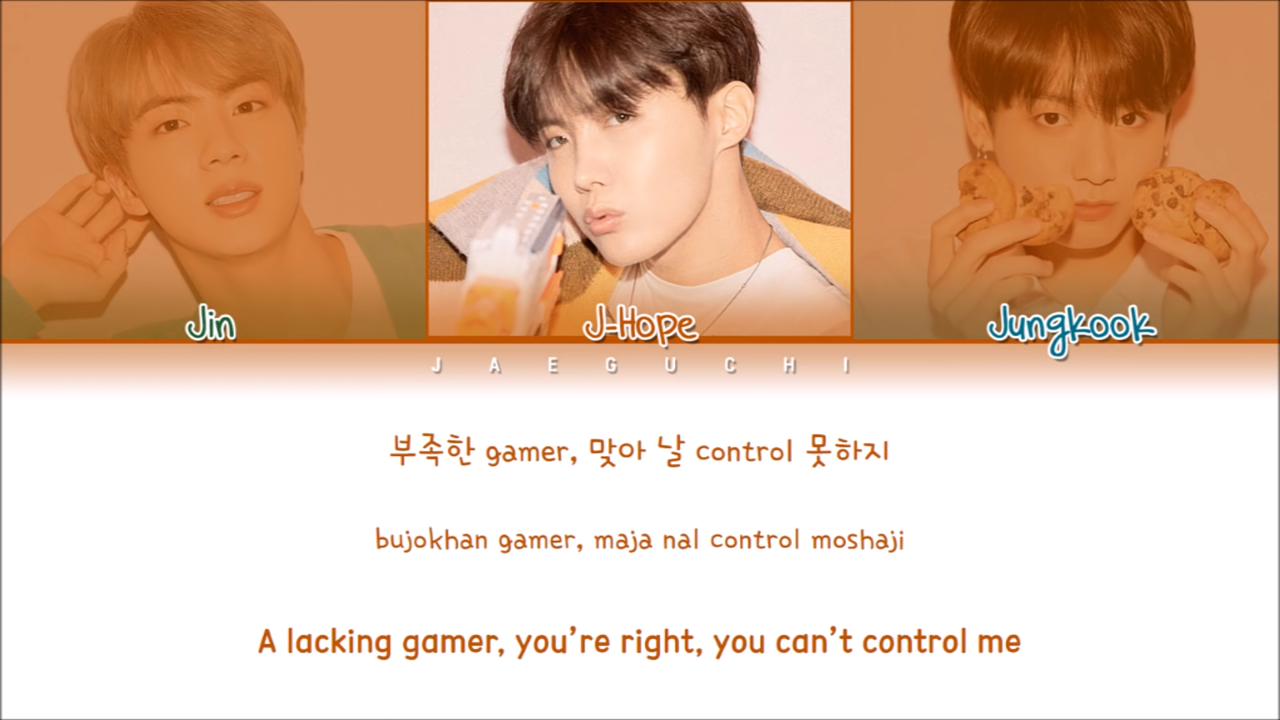 Jin
J-Hope
Jungkook
JAEGUCHI
부족한 gamer, 맞아 날 control 못하지
bujokhan gamer, maja nal control moshaji
A lacking gamer, you're right, you can't control me